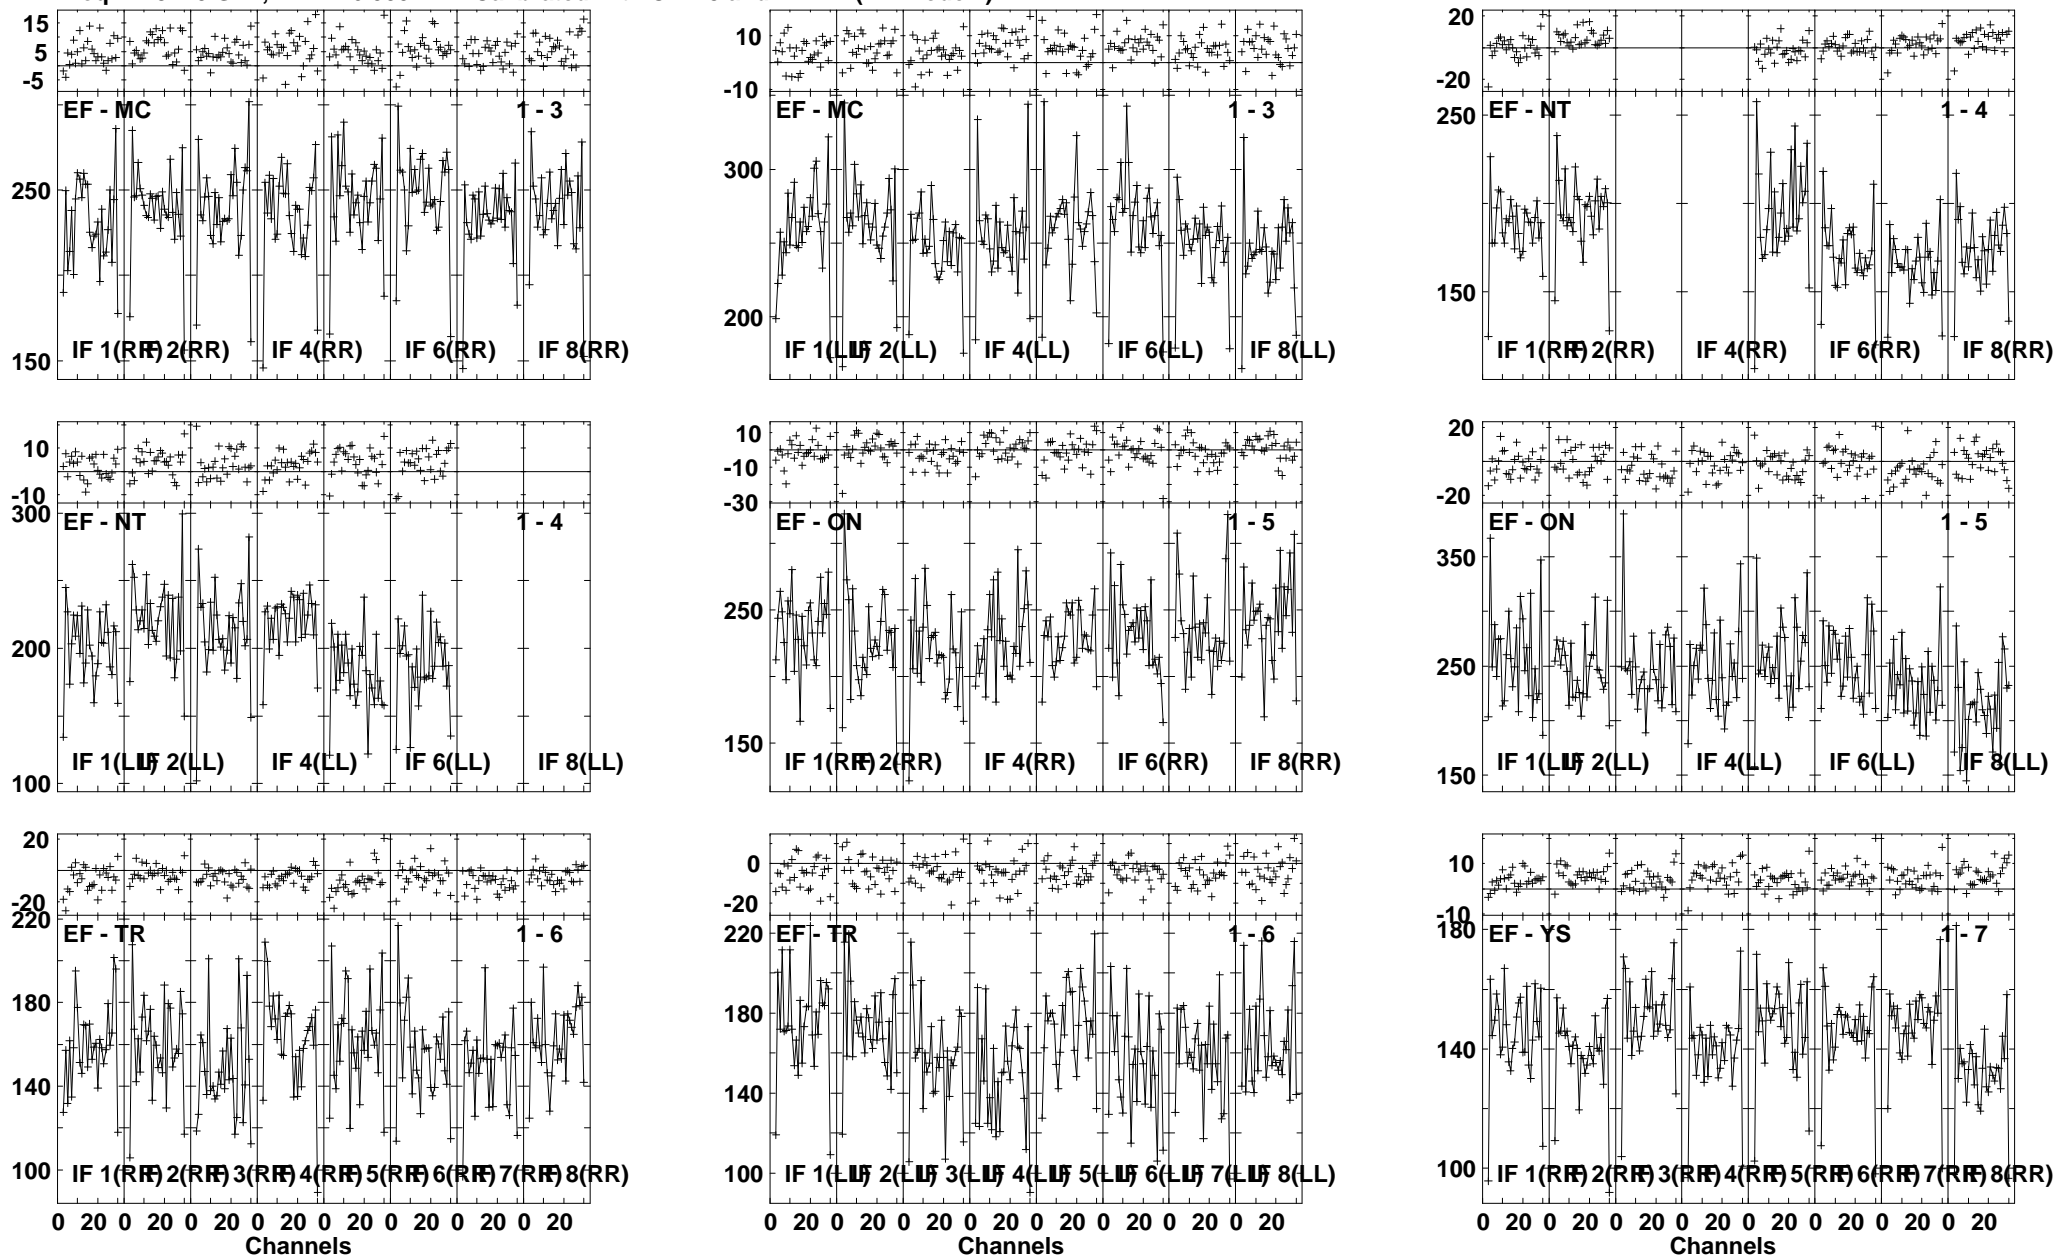 15 5 -5 10 -10 20 -20
EF - MC 1 - 3 EF - MC 1 - 3 EF - NT 1 - 4
250 150 300 200 250 150
IF 1(RR) IF 2(RR) IF 4(RR) IF 6(RR) IF 8(RR) IF 1(LL) IF 2(LL) IF 4(LL) IF 6(LL) IF 8(LL) IF 1(RR) IF 2(RR) IF 4(RR) IF 6(RR) IF 8(RR)
10 -10 10 -10 -30 20 -20
EF - NT 1 - 4 EF - ON 1 - 5 EF - ON 1 - 5
300 200 100 250 150 350 250 150
IF 1(LL) IF 2(LL) IF 4(LL) IF 6(LL) IF 8(LL) IF 1(RR) IF 2(RR) IF 4(RR) IF 6(RR) IF 8(RR) IF 1(LL) IF 2(LL) IF 4(LL) IF 6(LL) IF 8(LL)
20 -20 0 -20 10 -10
EF - TR 1 - 6 EF - TR 1 - 6 EF - YS 1 - 7
220 180 140 100 220 180 140 100 180 140 100
IF 1(RR) IF 2(RR) IF 3(RR) IF 4(RR) IF 5(RR) IF 6(RR) IF 7(RR) IF 8(RR) IF 1(LL) IF 2(LL) IF 3(LL) IF 4(LL) IF 5(LL) IF 6(LL) IF 7(LL) IF 8(LL) IF 1(RR) IF 2(RR) IF 3(RR) IF 4(RR) IF 5(RR) IF 6(RR) IF 7(RR) IF 8(RR)
0 20 0 20 0 20 0 20 0 20 0 20 0 20 0 20 0 20 0 20 0 20 0 20 0 20 0 20 0 20 0 20 0 20 0 20 0 20 0 20 0 20 0 20 0 20 0 20
Channels Channels Channels